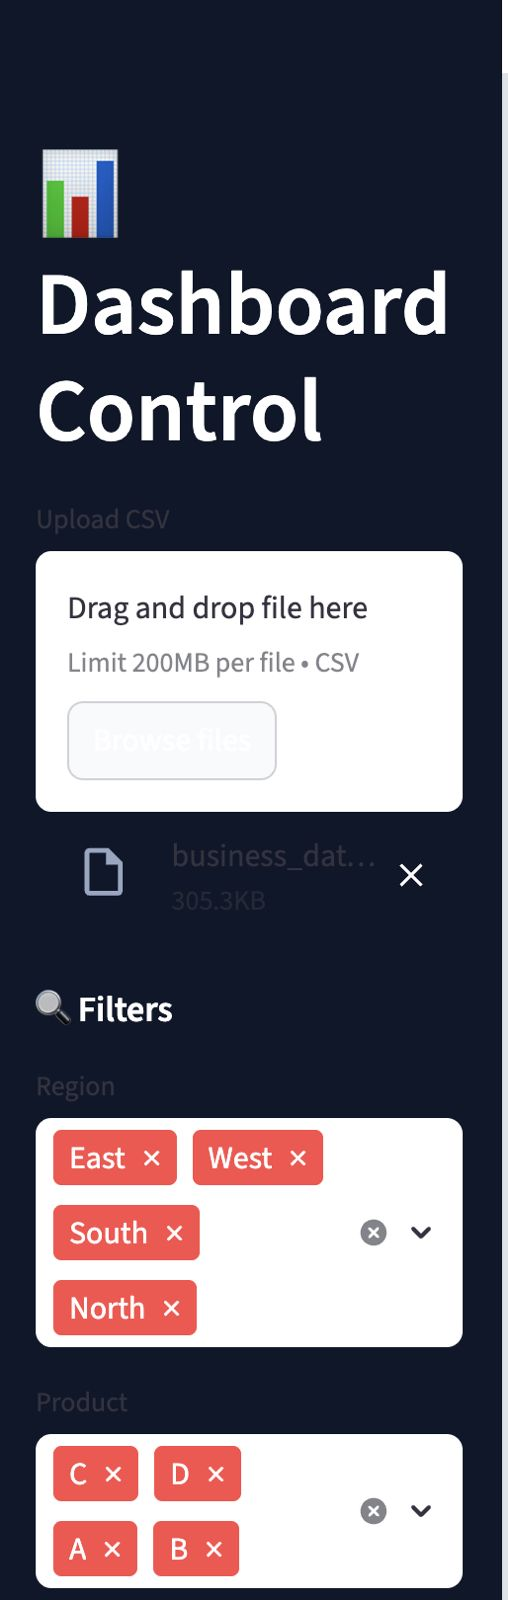 Dashboard
Control
Upload CSV
Drag and drop file here
Limit 200MB per file • CSV
Browse files
business_dat...
305.3KB
Filters
Region
East × West ×
South ×
North ×
Product
C × D ×
A × B ×